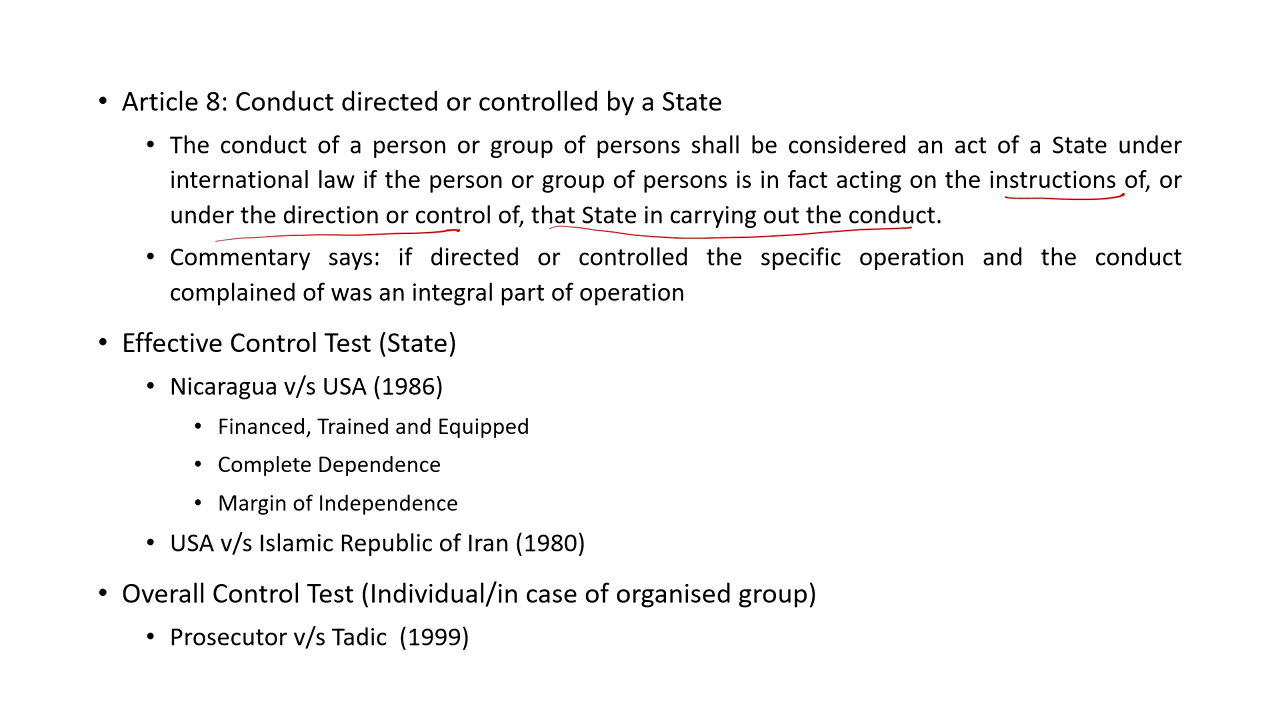 • Article 8: Conduct directed or controlled by a State
• The conduct of a person or group of persons shall be considered an act of a State under
international law if the person or group of persons is in fact acting on the instructions of, or
under the direction or control of, that State in carrying out the conduct.
• Commentary says: if directed or controlled the specific operation and the conduct
complained of was an integral part of operation
• Effective Control Test (State)
• Nicaragua v/s USA (1986)
• Financed, Trained and Equipped
• Complete Dependence
• Margin of Independence
• USA v/s Islamic Republic of Iran (1980)
• Overall Control Test (Individual/in case of organised group)
• Prosecutor v/s Tadic (1999)